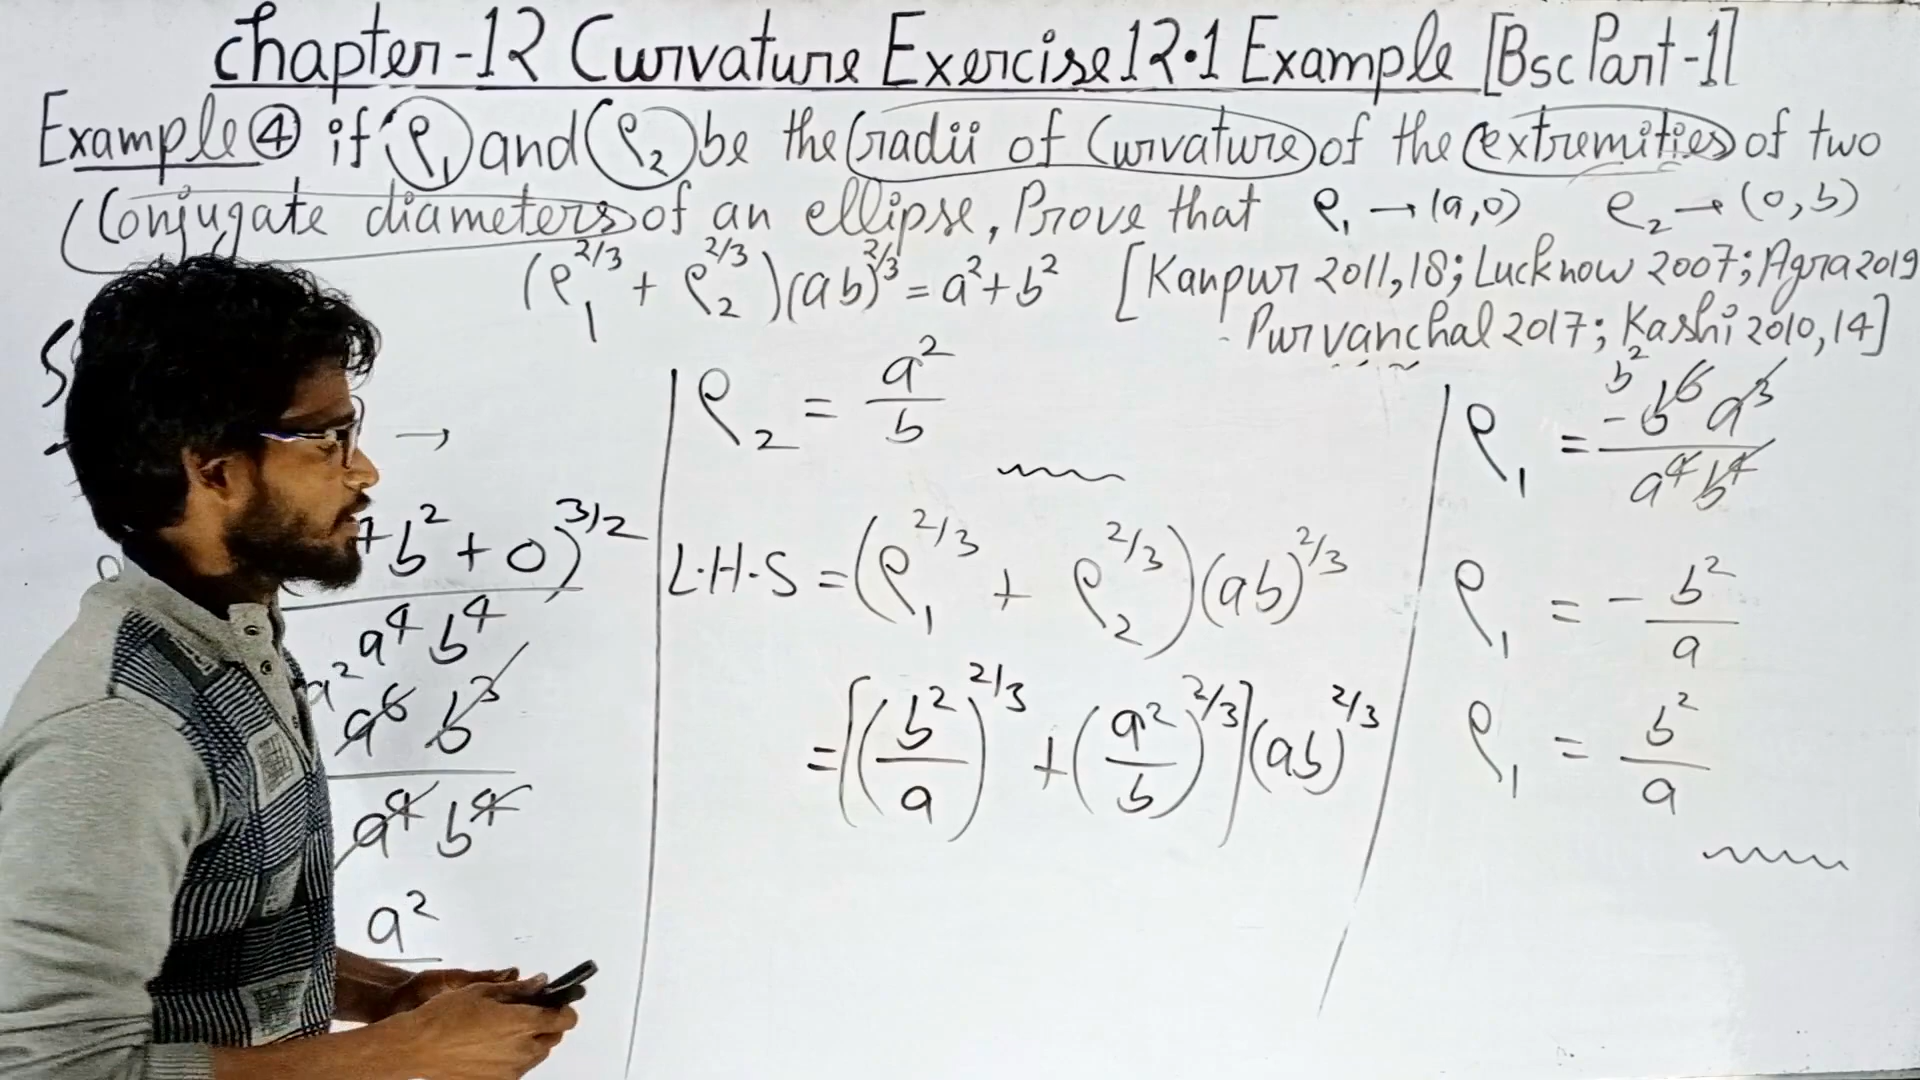 Chapter-12 Curvature Exercise 12.1 Example [Bsc Part-1]
Example ④ if ρ₁ and ρ₂ be the radii of Curvature of the extremities of two
Conjugate diameters of an ellipse, Prove that ρ₁ → (a,0) ρ₂ → (0,b)
(ρ₁^2/3 + ρ₂^2/3)(ab)^2/3 = a² + b² [Kanpur 2011,18; Lucknow 2007; Agra 2019
Purvanchal 2017; Kashi 2010,14]
→
b² + 0)^3/2
a⁴ b⁴
a²
a⁶ b³
a⁴ b⁴
a²
ρ₂ = a²/b
L.H.S = (ρ₁^2/3 + ρ₂^2/3)(ab)^2/3
= [(b²/a)^2/3 + (a²/b)^2/3](ab)^2/3
b²
ρ₁ = -b⁶a³/a⁴b⁴
ρ₁ = - b²/a
ρ₁ = b²/a